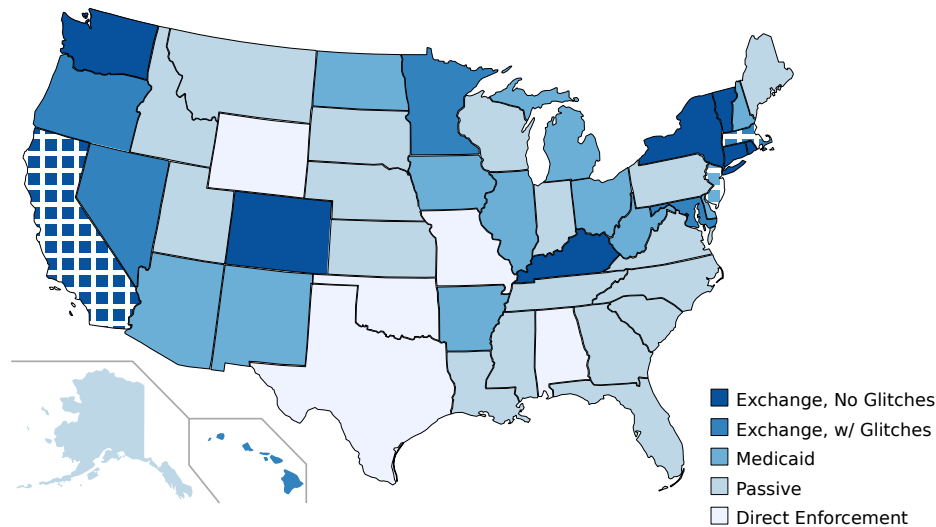 Exchange, No Glitches
Exchange, w/ Glitches
Medicaid
Passive
Direct Enforcement